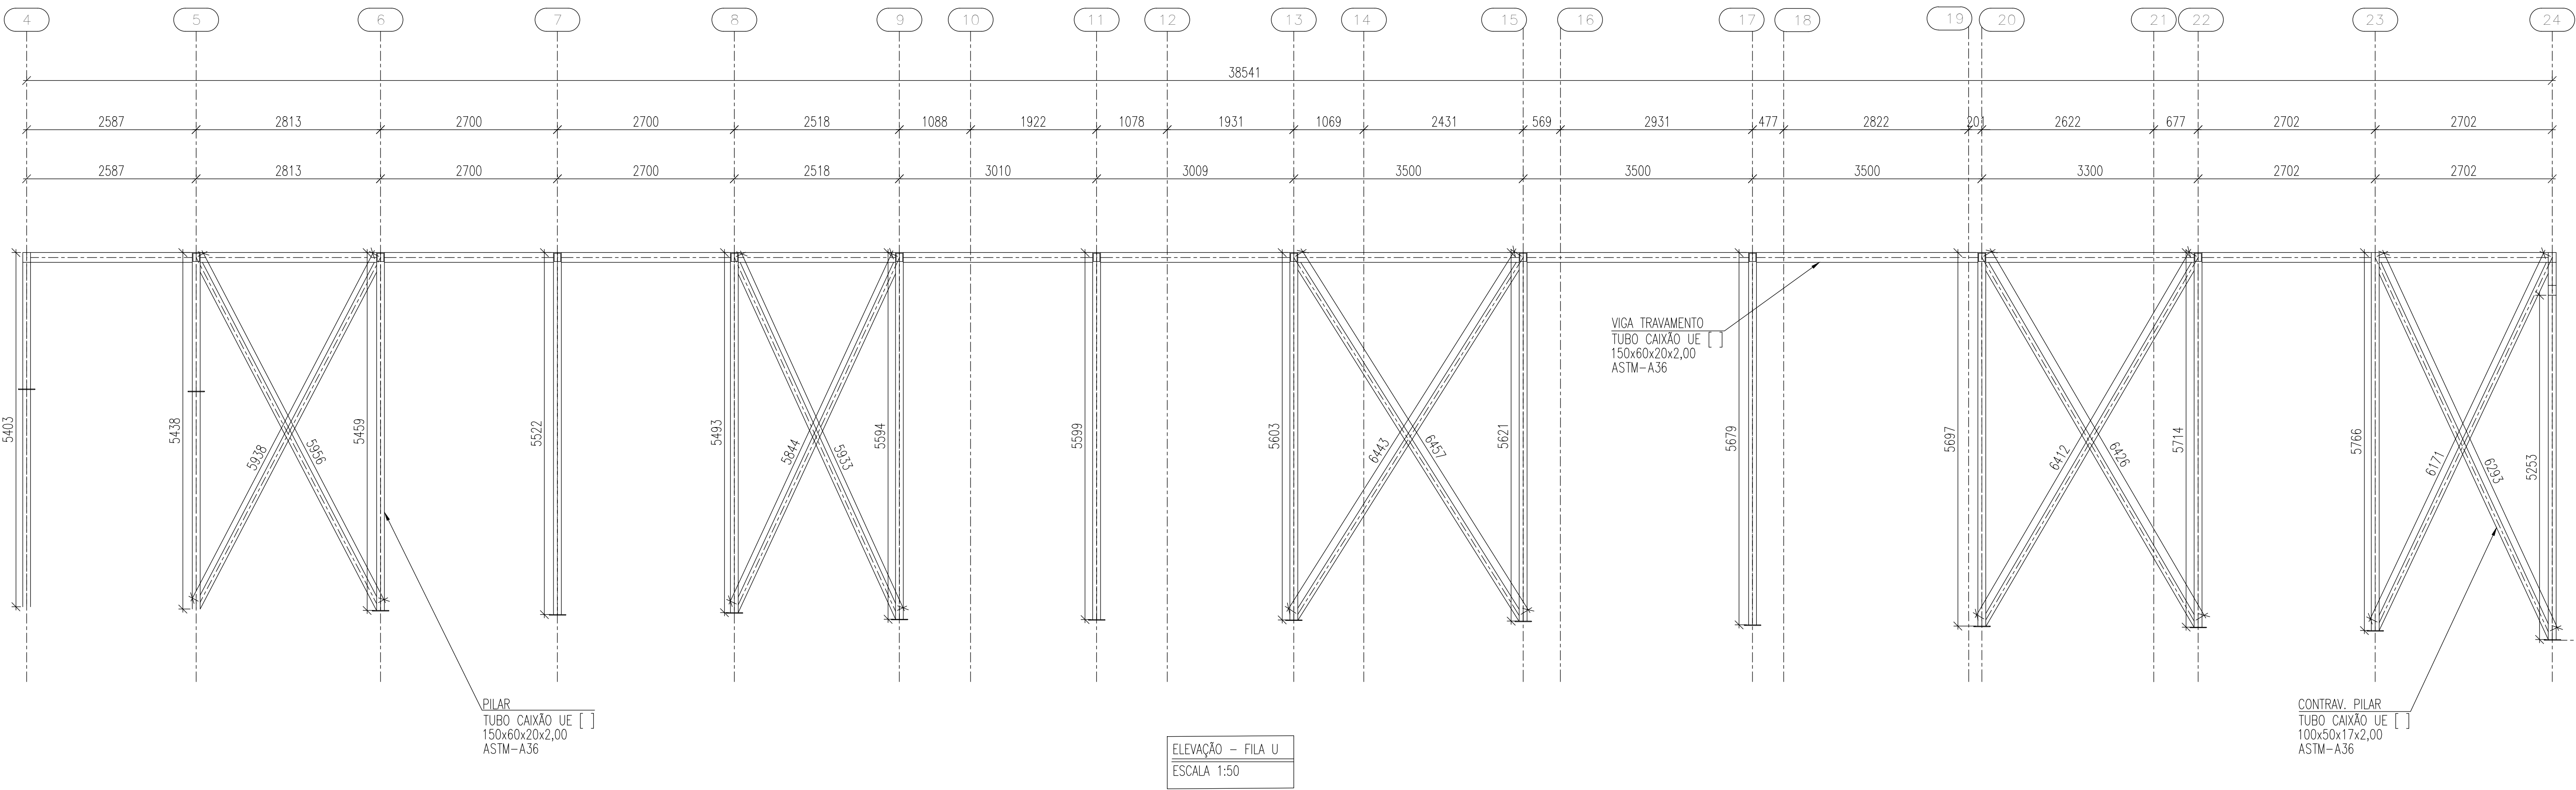 4 5 6 7 8 9 10 11 12 13 14 15 16 17 18 19 20 21 22 23 24
38541
2587 2813 2700 2700 2518 1088 1922 1078 1931 1069 2431 569 2931 477 2822 201 2622 677 2702 2702
2587 2813 2700 2700 2518 3010 3009 3500 3500 3500 3300 2702 2702
5403
5438
5938
5956
5459
5522
5493
5844
5933
5594
5599
5603
6443
6457
5621
5679
5697
6412
6426
5714
5766
6171
6293
5253
VIGA TRAVAMENTO
TUBO CAIXÃO UE [ ]
150x60x20x2,00
ASTM-A36
PILAR
TUBO CAIXÃO UE [ ]
150x60x20x2,00
ASTM-A36
CONTRAV. PILAR
TUBO CAIXÃO UE [ ]
100x50x17x2,00
ASTM-A36
ELEVAÇÃO - FILA U
ESCALA 1:50